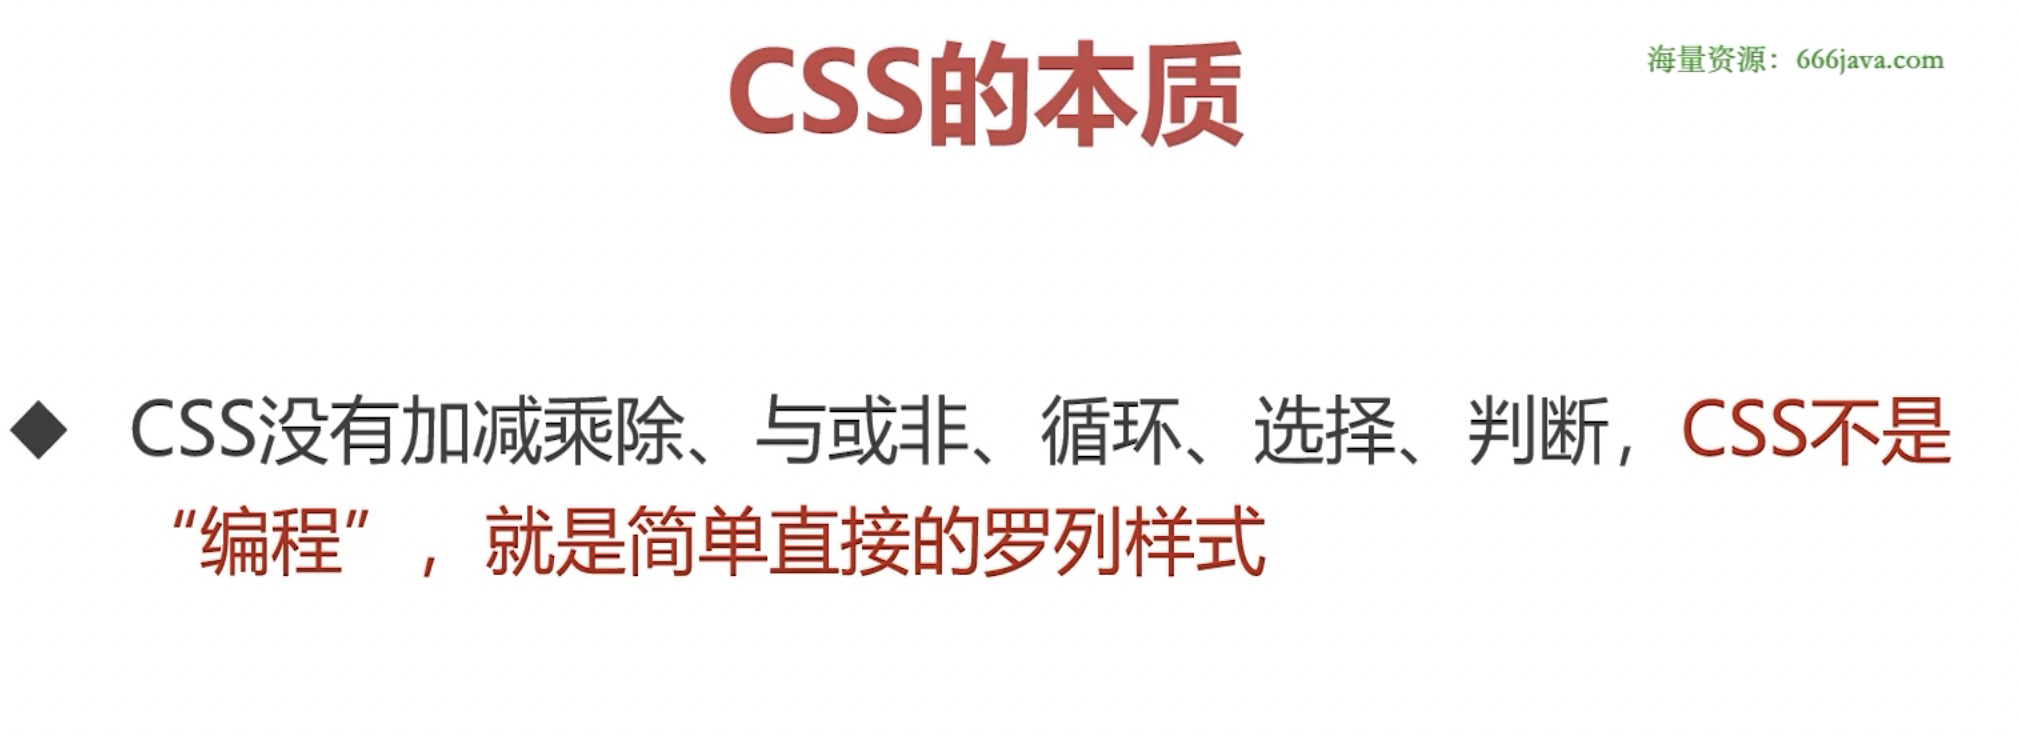 CSS的本质
海量资源：666java.com
◆ CSS没有加减乘除、与或非、循环、选择、判断，CSS不是
“编程”，就是简单直接的罗列样式